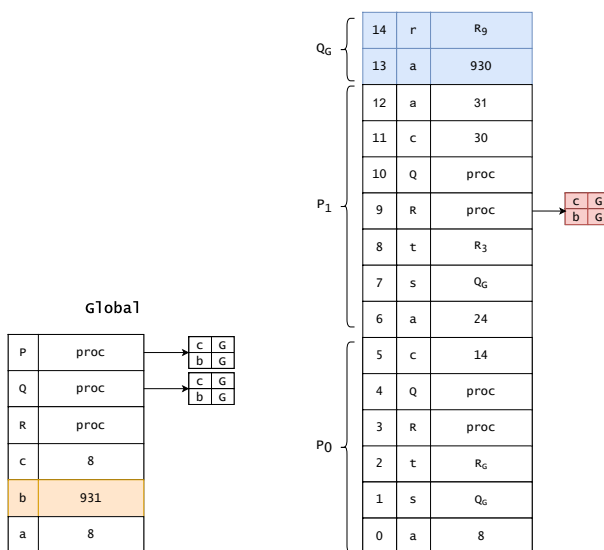 Global
P proc
c G
b G
Q proc
c G
b G
R proc
c 8
b 931
a 8
Q_G
14 r R_9
13 a 930
P_1
12 a 31
11 c 30
10 Q proc
9 R proc
c G
b G
8 t R_3
7 s Q_G
6 a 24
P_0
5 c 14
4 Q proc
3 R proc
2 t R_G
1 s Q_G
0 a 8